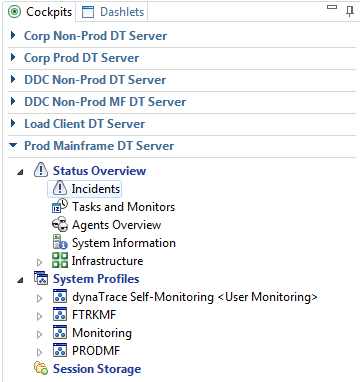 Cockpits Dashlets
Corp Non-Prod DT Server
Corp Prod DT Server
DDC Non-Prod DT Server
DDC Non-Prod MF DT Server
Load Client DT Server
Prod Mainframe DT Server
Status Overview
Incidents
Tasks and Monitors
Agents Overview
System Information
Infrastructure
System Profiles
dynaTrace Self-Monitoring <User Monitoring>
FTRKMF
Monitoring
PRODMF
Session Storage